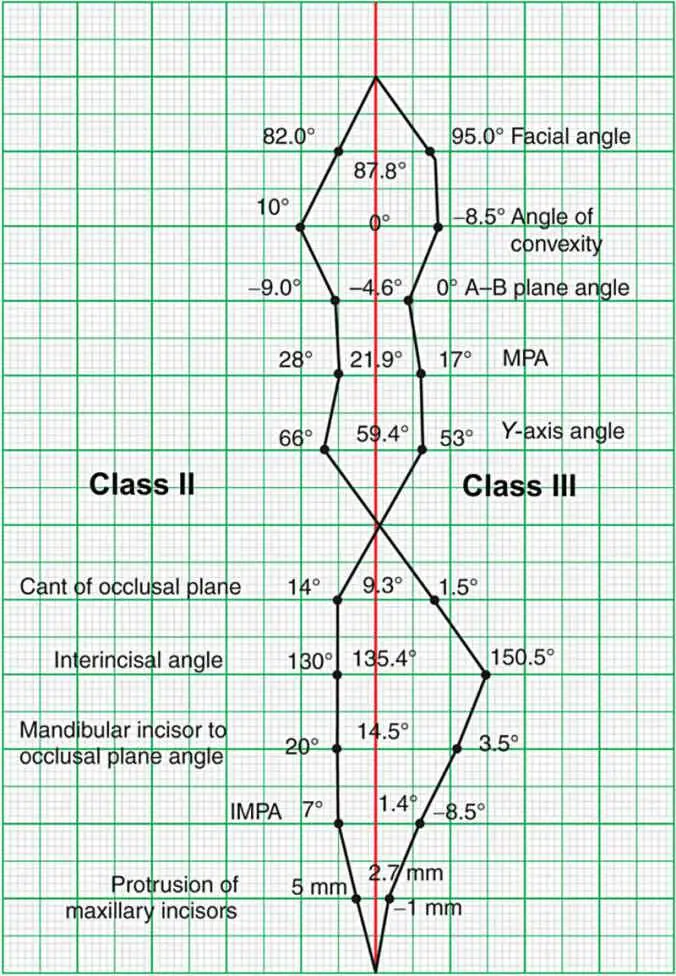 82.0° 95.0° Facial angle
87.8°
10° 0° –8.5° Angle of
convexity
–9.0° –4.6° 0° A–B plane angle
28° 21.9° 17° MPA
66° 59.4° 53° Y-axis angle
Class II Class III
Cant of occlusal plane 14° 9.3° 1.5°
Interincisal angle 130° 135.4° 150.5°
Mandibular incisor to
occlusal plane angle 20° 14.5° 3.5°
IMPA 7° 1.4° –8.5°
2.7 mm
Protrusion of 5 mm
maxillary incisors –1 mm